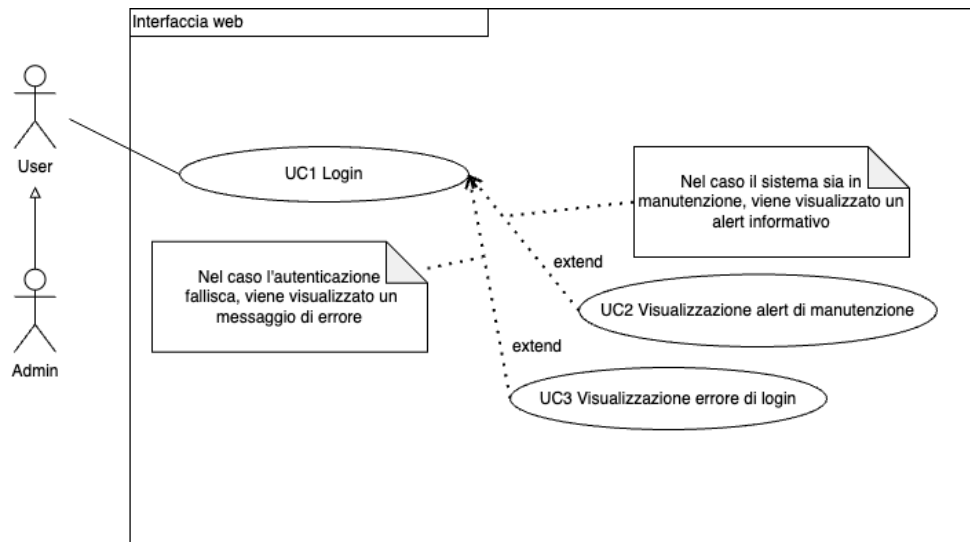 Interfaccia web
User
UC1 Login
Nel caso il sistema sia in
manutenzione, viene visualizzato un
alert informativo
Nel caso l'autenticazione
fallisca, viene visualizzato un
messaggio di errore
extend
UC2 Visualizzazione alert di manutenzione
extend
Admin
UC3 Visualizzazione errore di login